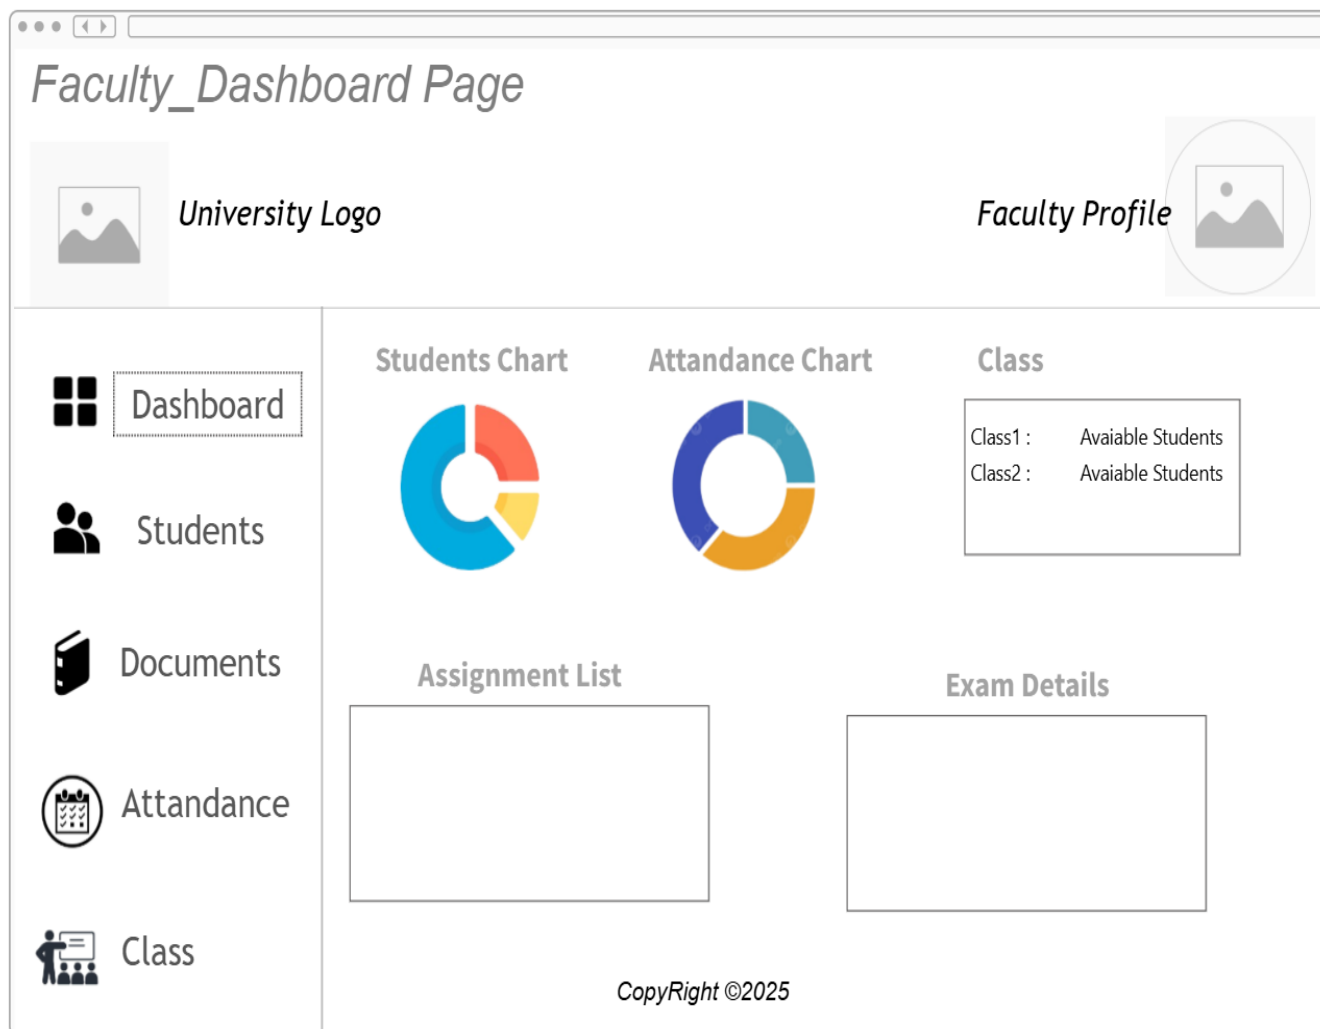 Faculty_Dashboard Page
University Logo
Faculty Profile
Dashboard
Students
Documents
Attandance
Class
Students Chart
Attandance Chart
Class
Class1 : Avaiable Students
Class2 : Avaiable Students
Assignment List
Exam Details
CopyRight ©2025